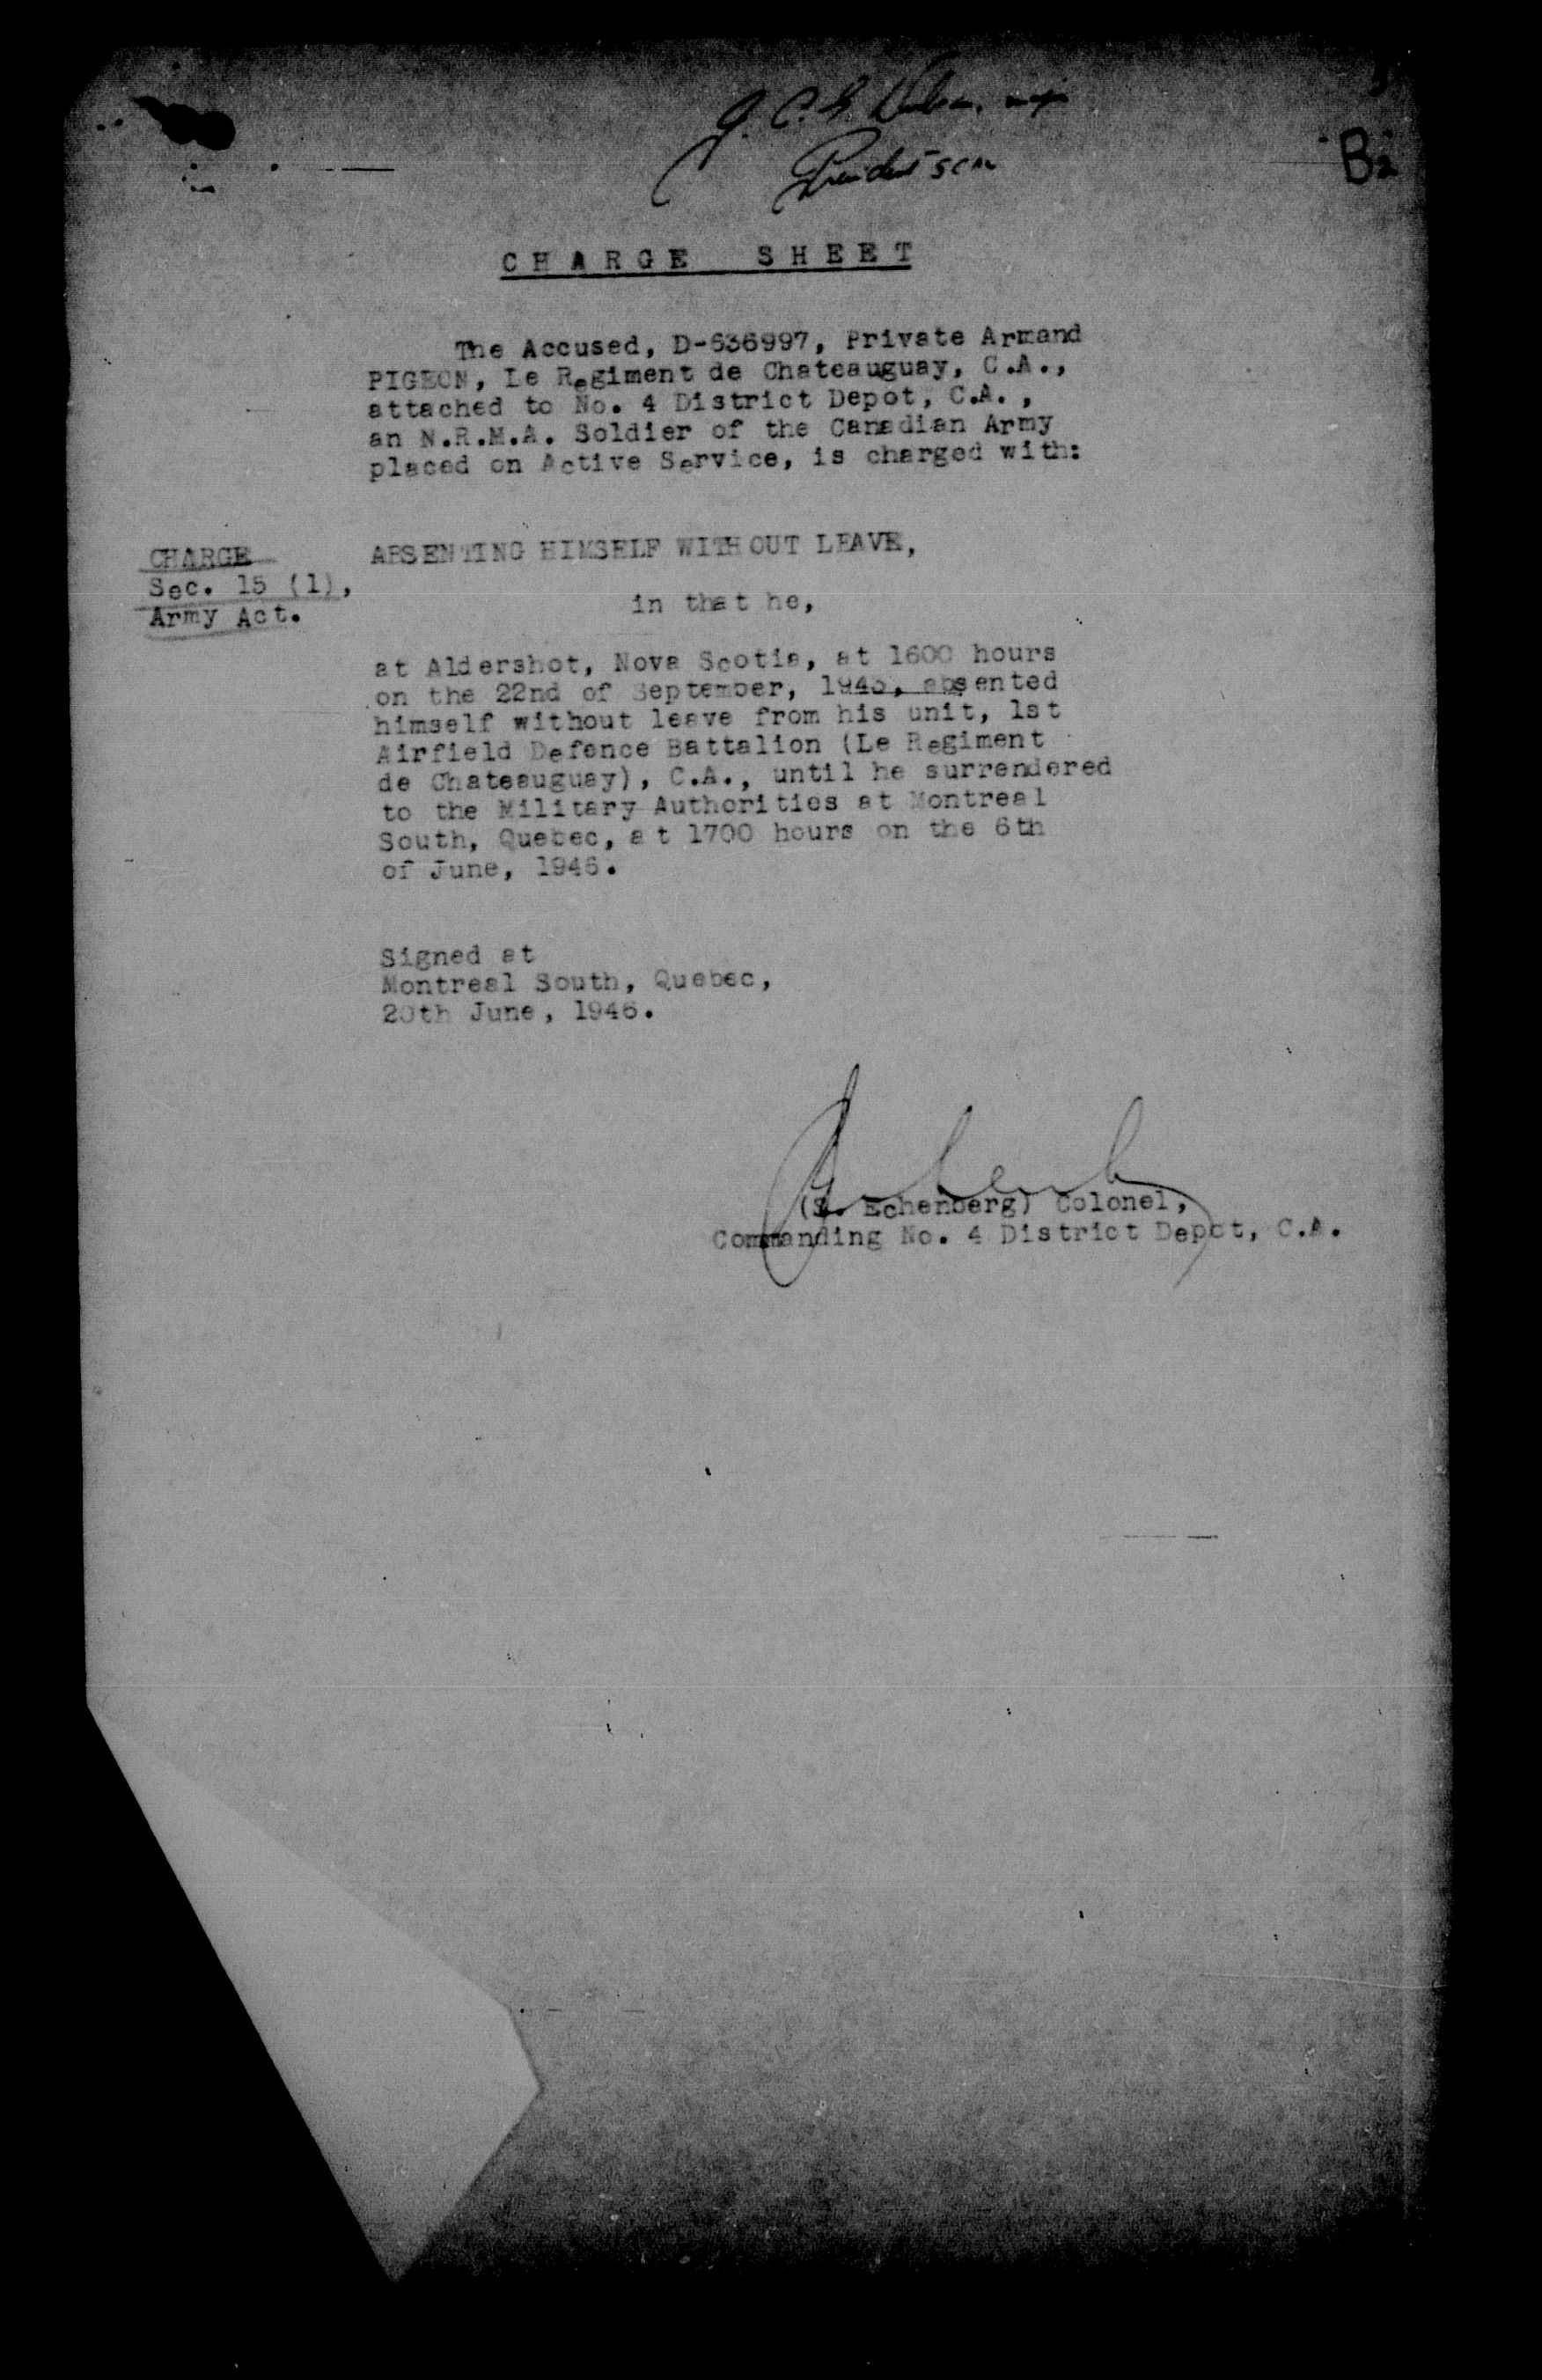 J. C. S.
President SCM
B2
CHARGE SHEET
The Accused, D-636997, Private Armand
PIGEON, Le Regiment de Chateauguay, C.A.,
attached to No. 4 District Depot, C.A.,
an N.R.M.A. Soldier of the Canadian Army
placed on Active Service, is charged with:
CHARGE
Sec. 15 (1),
Army Act.
ABSENTING HIMSELF WITHOUT LEAVE,
in that he,
at Aldershot, Nova Scotia, at 1600 hours
on the 22nd of September, 1945, absented
himself without leave from his unit, 1st
Airfield Defence Battalion (Le Regiment
de Chateauguay), C.A., until he surrendered
to the Military Authorities at Montreal
South, Quebec, at 1700 hours on the 6th
of June, 1946.
Signed at
Montreal South, Quebec,
20th June, 1946.
(S. Echenberg) Colonel,
Commanding No. 4 District Depot, C.A.